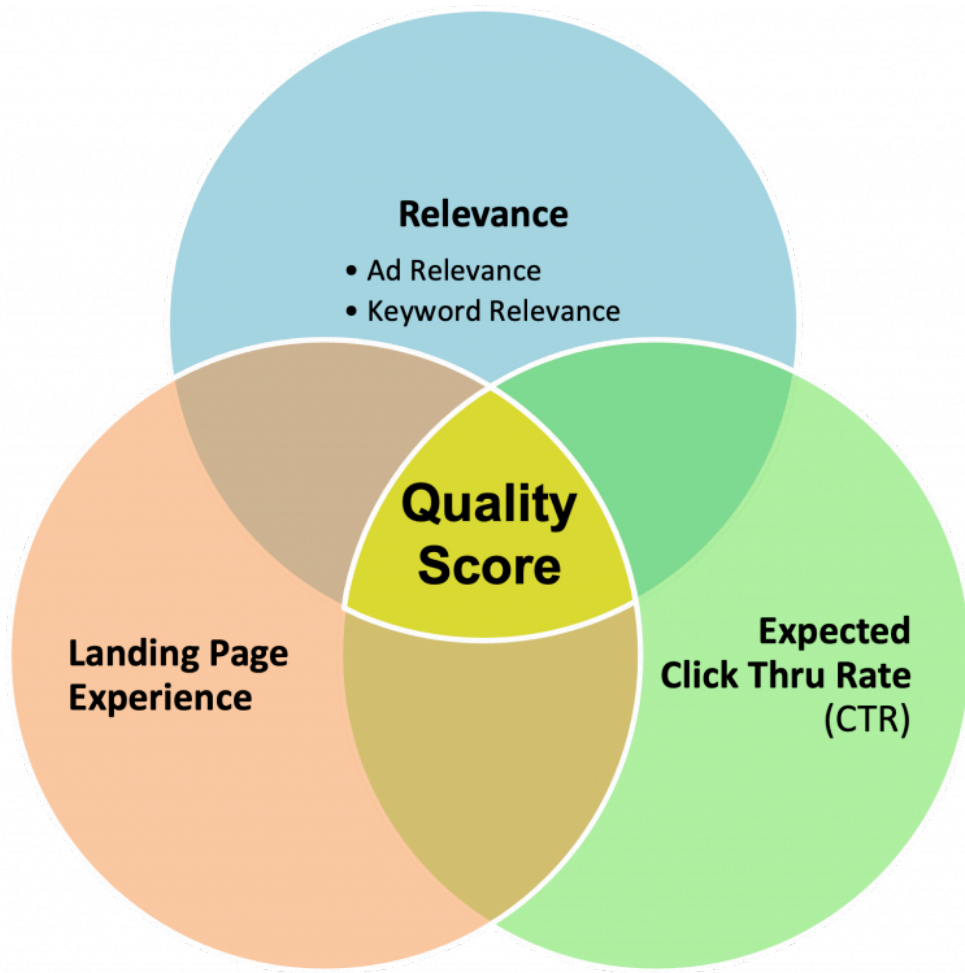 Relevance
• Ad Relevance
• Keyword Relevance
Quality
Score
Landing Page
Experience
Expected
Click Thru Rate
(CTR)